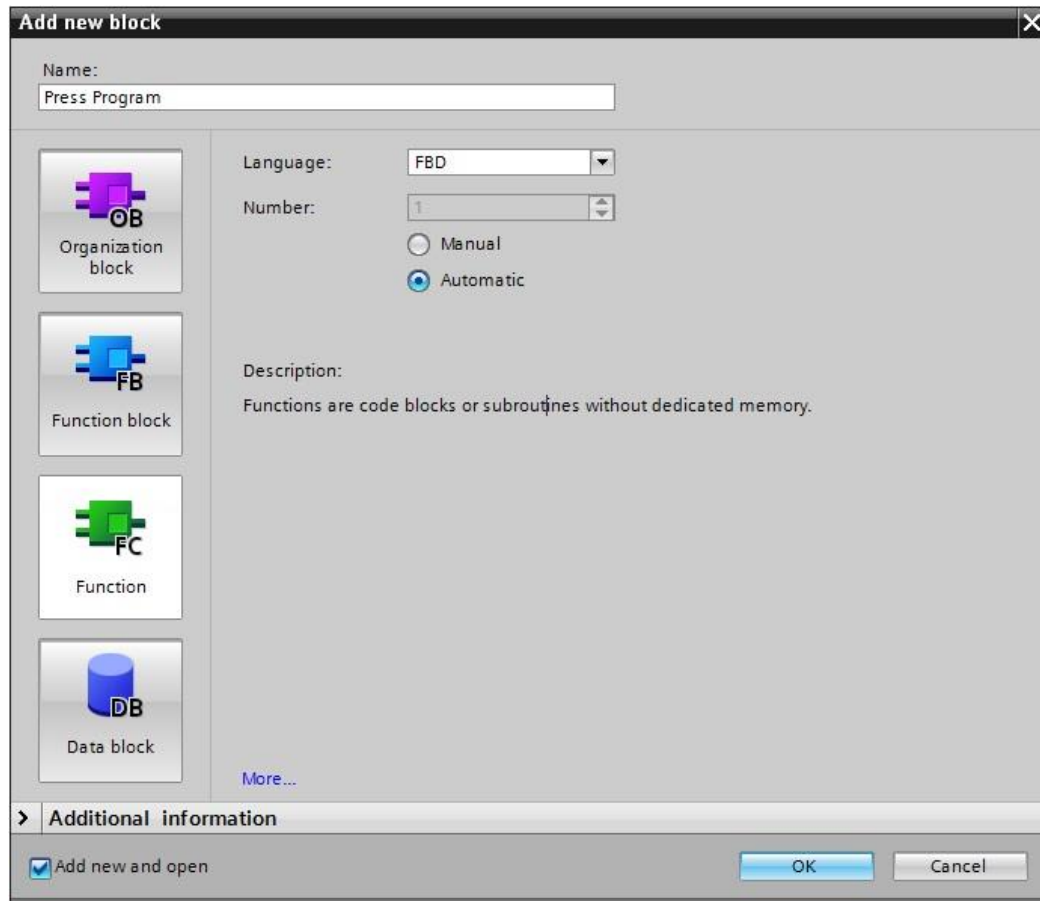 Add new block
Name:
Press Program
OB
Organization
block
FB
Function block
FC
Function
DB
Data block
Language:
FBD
Number:
1
Manual
Automatic
Description:
Functions are code blocks or subroutines without dedicated memory.
More...
Additional information
Add new and open
OK
Cancel